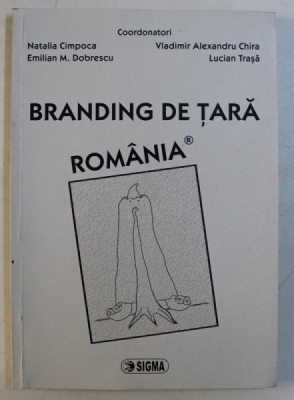 Coordonatori
Natalia Cimpoca Vladimir Alexandru Chira
Emilian M. Dobrescu Lucian Trașă
BRANDING DE ȚARĂ
ROMÂNIA®
SIGMA